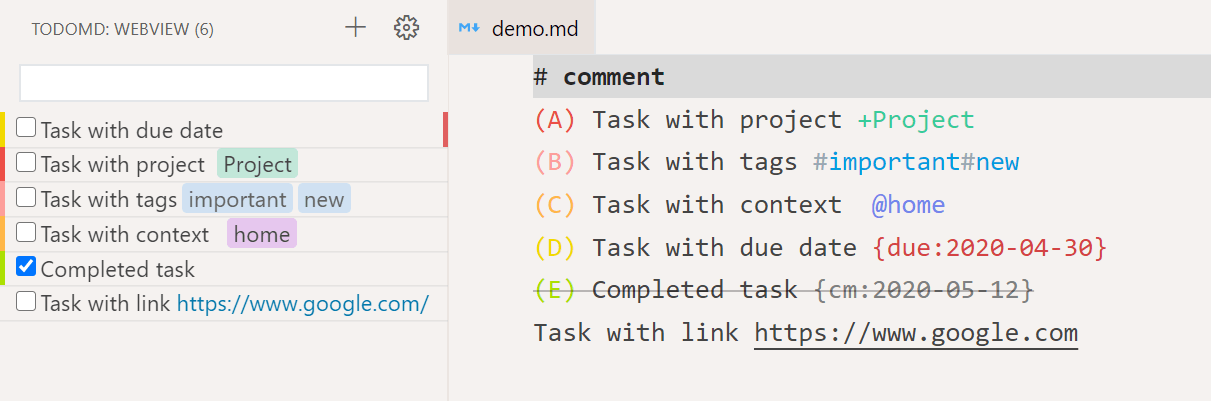 TODOMD: WEBVIEW (6)
Task with due date
Task with project Project
Task with tags important new
Task with context home
Completed task
Task with link https://www.google.com/
demo.md
# comment
(A) Task with project +Project
(B) Task with tags #important#new
(C) Task with context @home
(D) Task with due date {due:2020-04-30}
(E) Completed task {cm:2020-05-12}
Task with link https://www.google.com